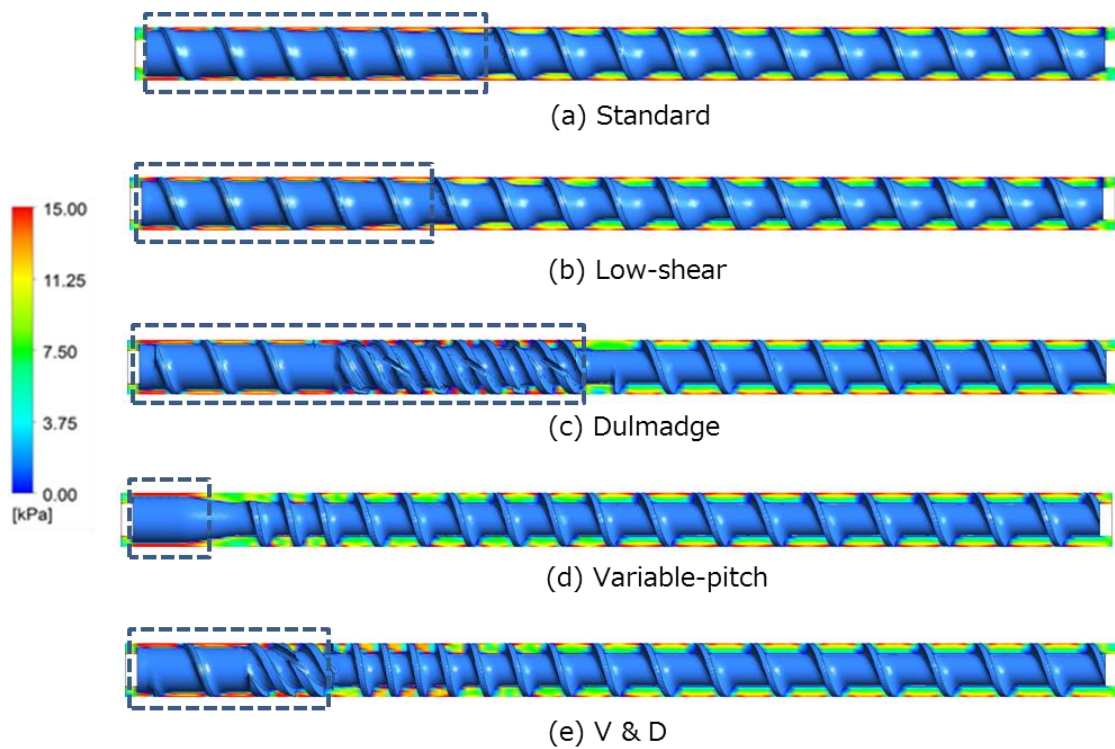 (a) Standard
(b) Low-shear
15.00
11.25
7.50
3.75
0.00
[kPa]
(c) Dulmadge
(d) Variable-pitch
(e) V & D